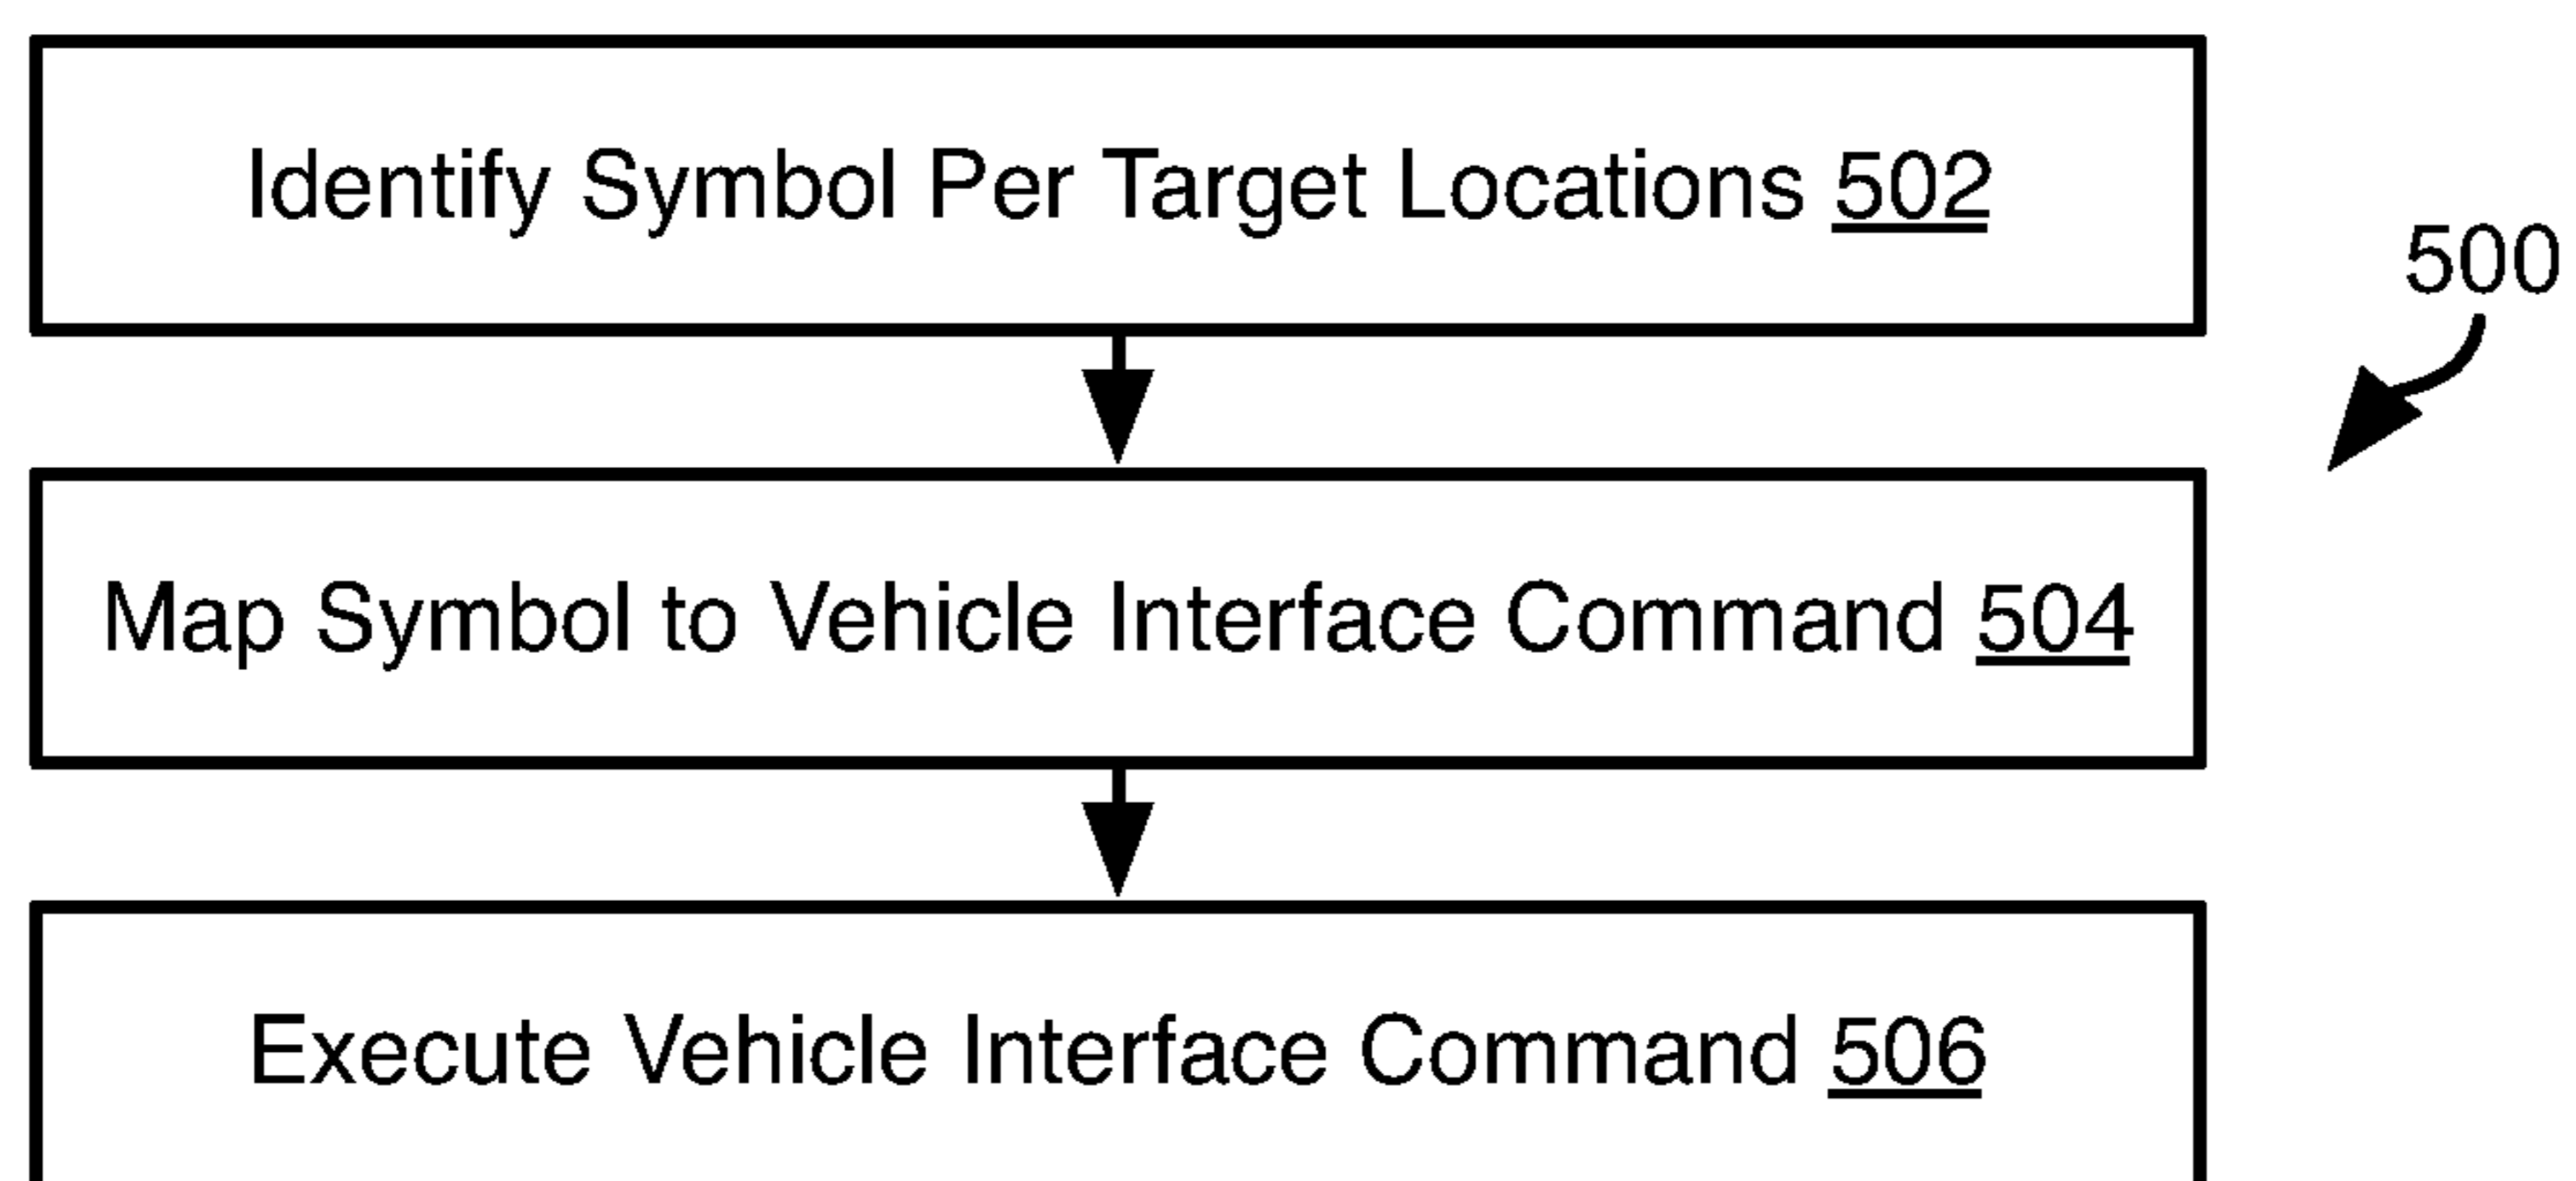 Identify Symbol Per Target Locations 502
500
Map Symbol to Vehicle Interface Command 504
Execute Vehicle Interface Command 506